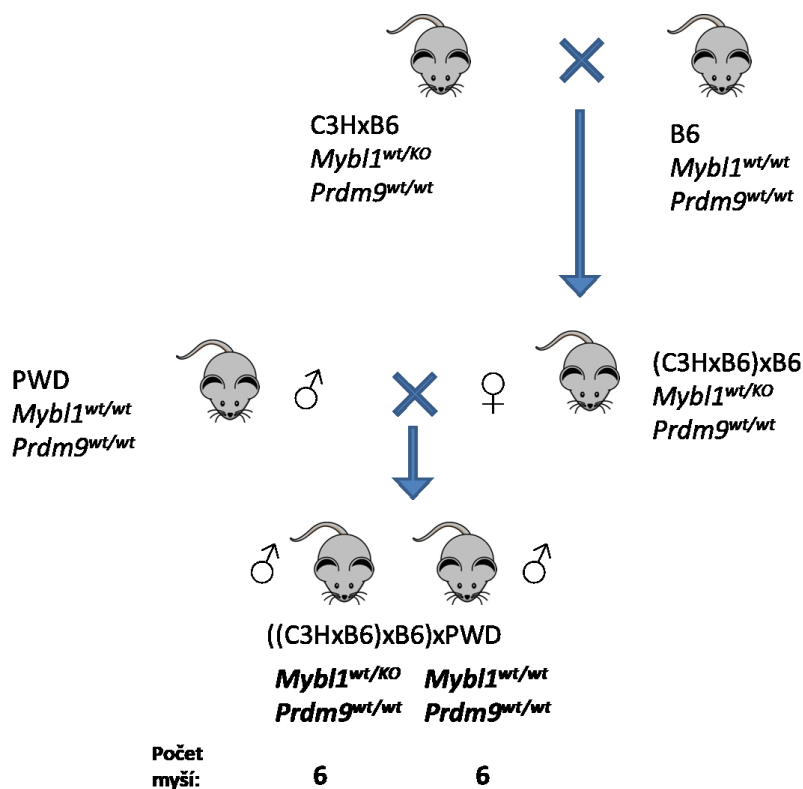 C3HxB6
Mybl1wt/KO
Prdm9wt/wt
B6
Mybl1wt/wt
Prdm9wt/wt
PWD
Mybl1wt/wt
Prdm9wt/wt
♂
♀
(C3HxB6)xB6
Mybl1wt/KO
Prdm9wt/wt
♂
♂
((C3HxB6)xB6)xPWD
Mybl1wt/KO Mybl1wt/wt
Prdm9wt/wt Prdm9wt/wt
Počet
myší: 6 6